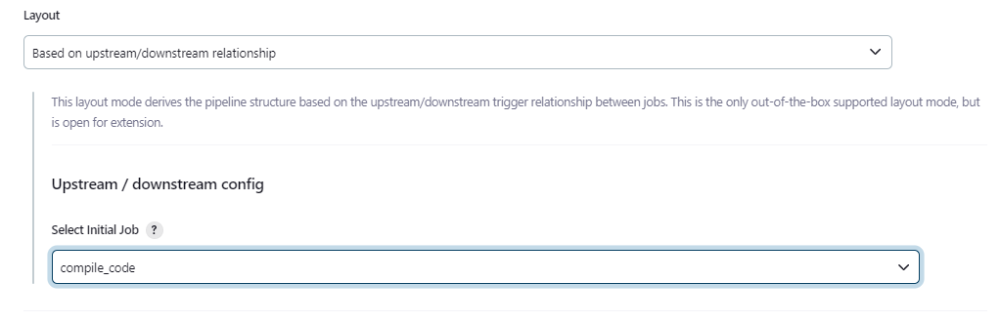 Layout
Based on upstream/downstream relationship
This layout mode derives the pipeline structure based on the upstream/downstream trigger relationship between jobs. This is the only out-of-the-box supported layout mode, but
is open for extension.
Upstream / downstream config
Select Initial Job ?
compile_code